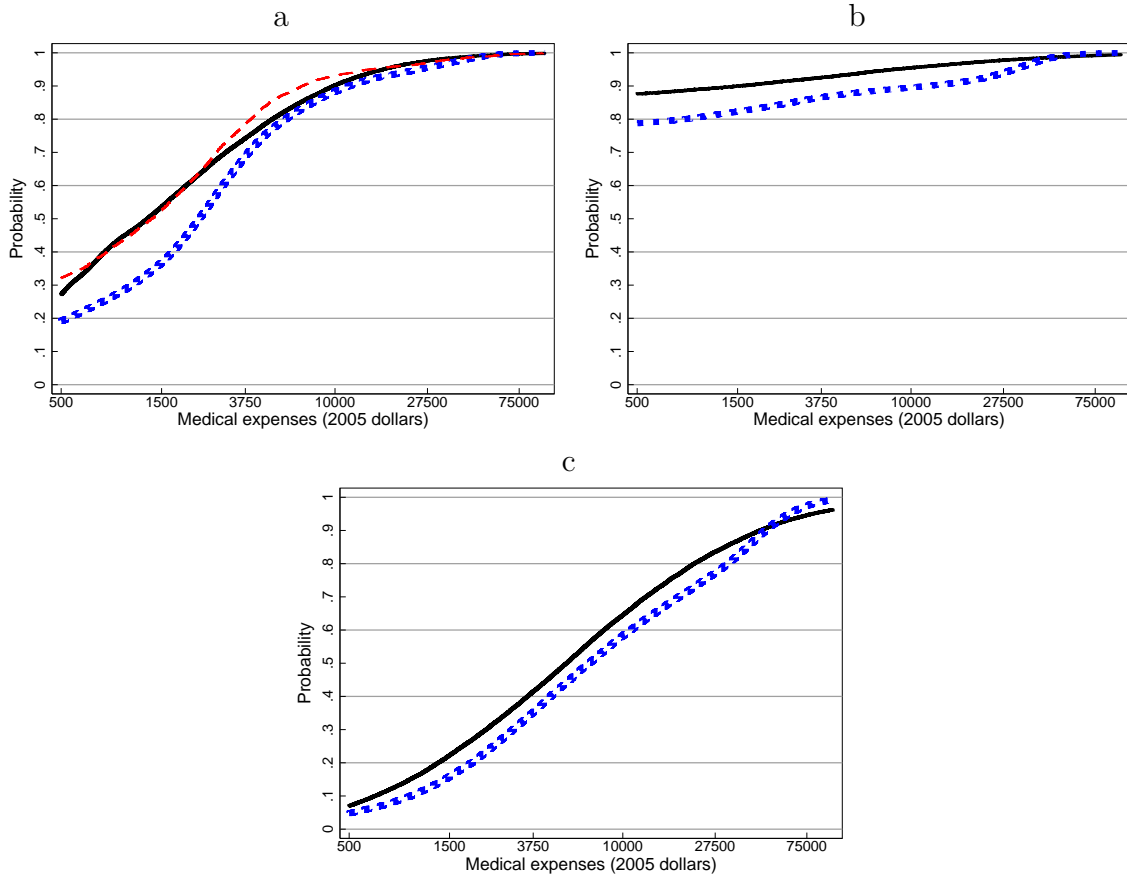 a
Probability
0 .1 .2 .3 .4 .5 .6 .7 .8 .9 1
500 1500 3750 10000 27500 75000
Medical expenses (2005 dollars)
b
Probability
0 .1 .2 .3 .4 .5 .6 .7 .8 .9 1
500 1500 3750 10000 27500 75000
Medical expenses (2005 dollars)
c
Probability
0 .1 .2 .3 .4 .5 .6 .7 .8 .9 1
500 1500 3750 10000 27500 75000
Medical expenses (2005 dollars)